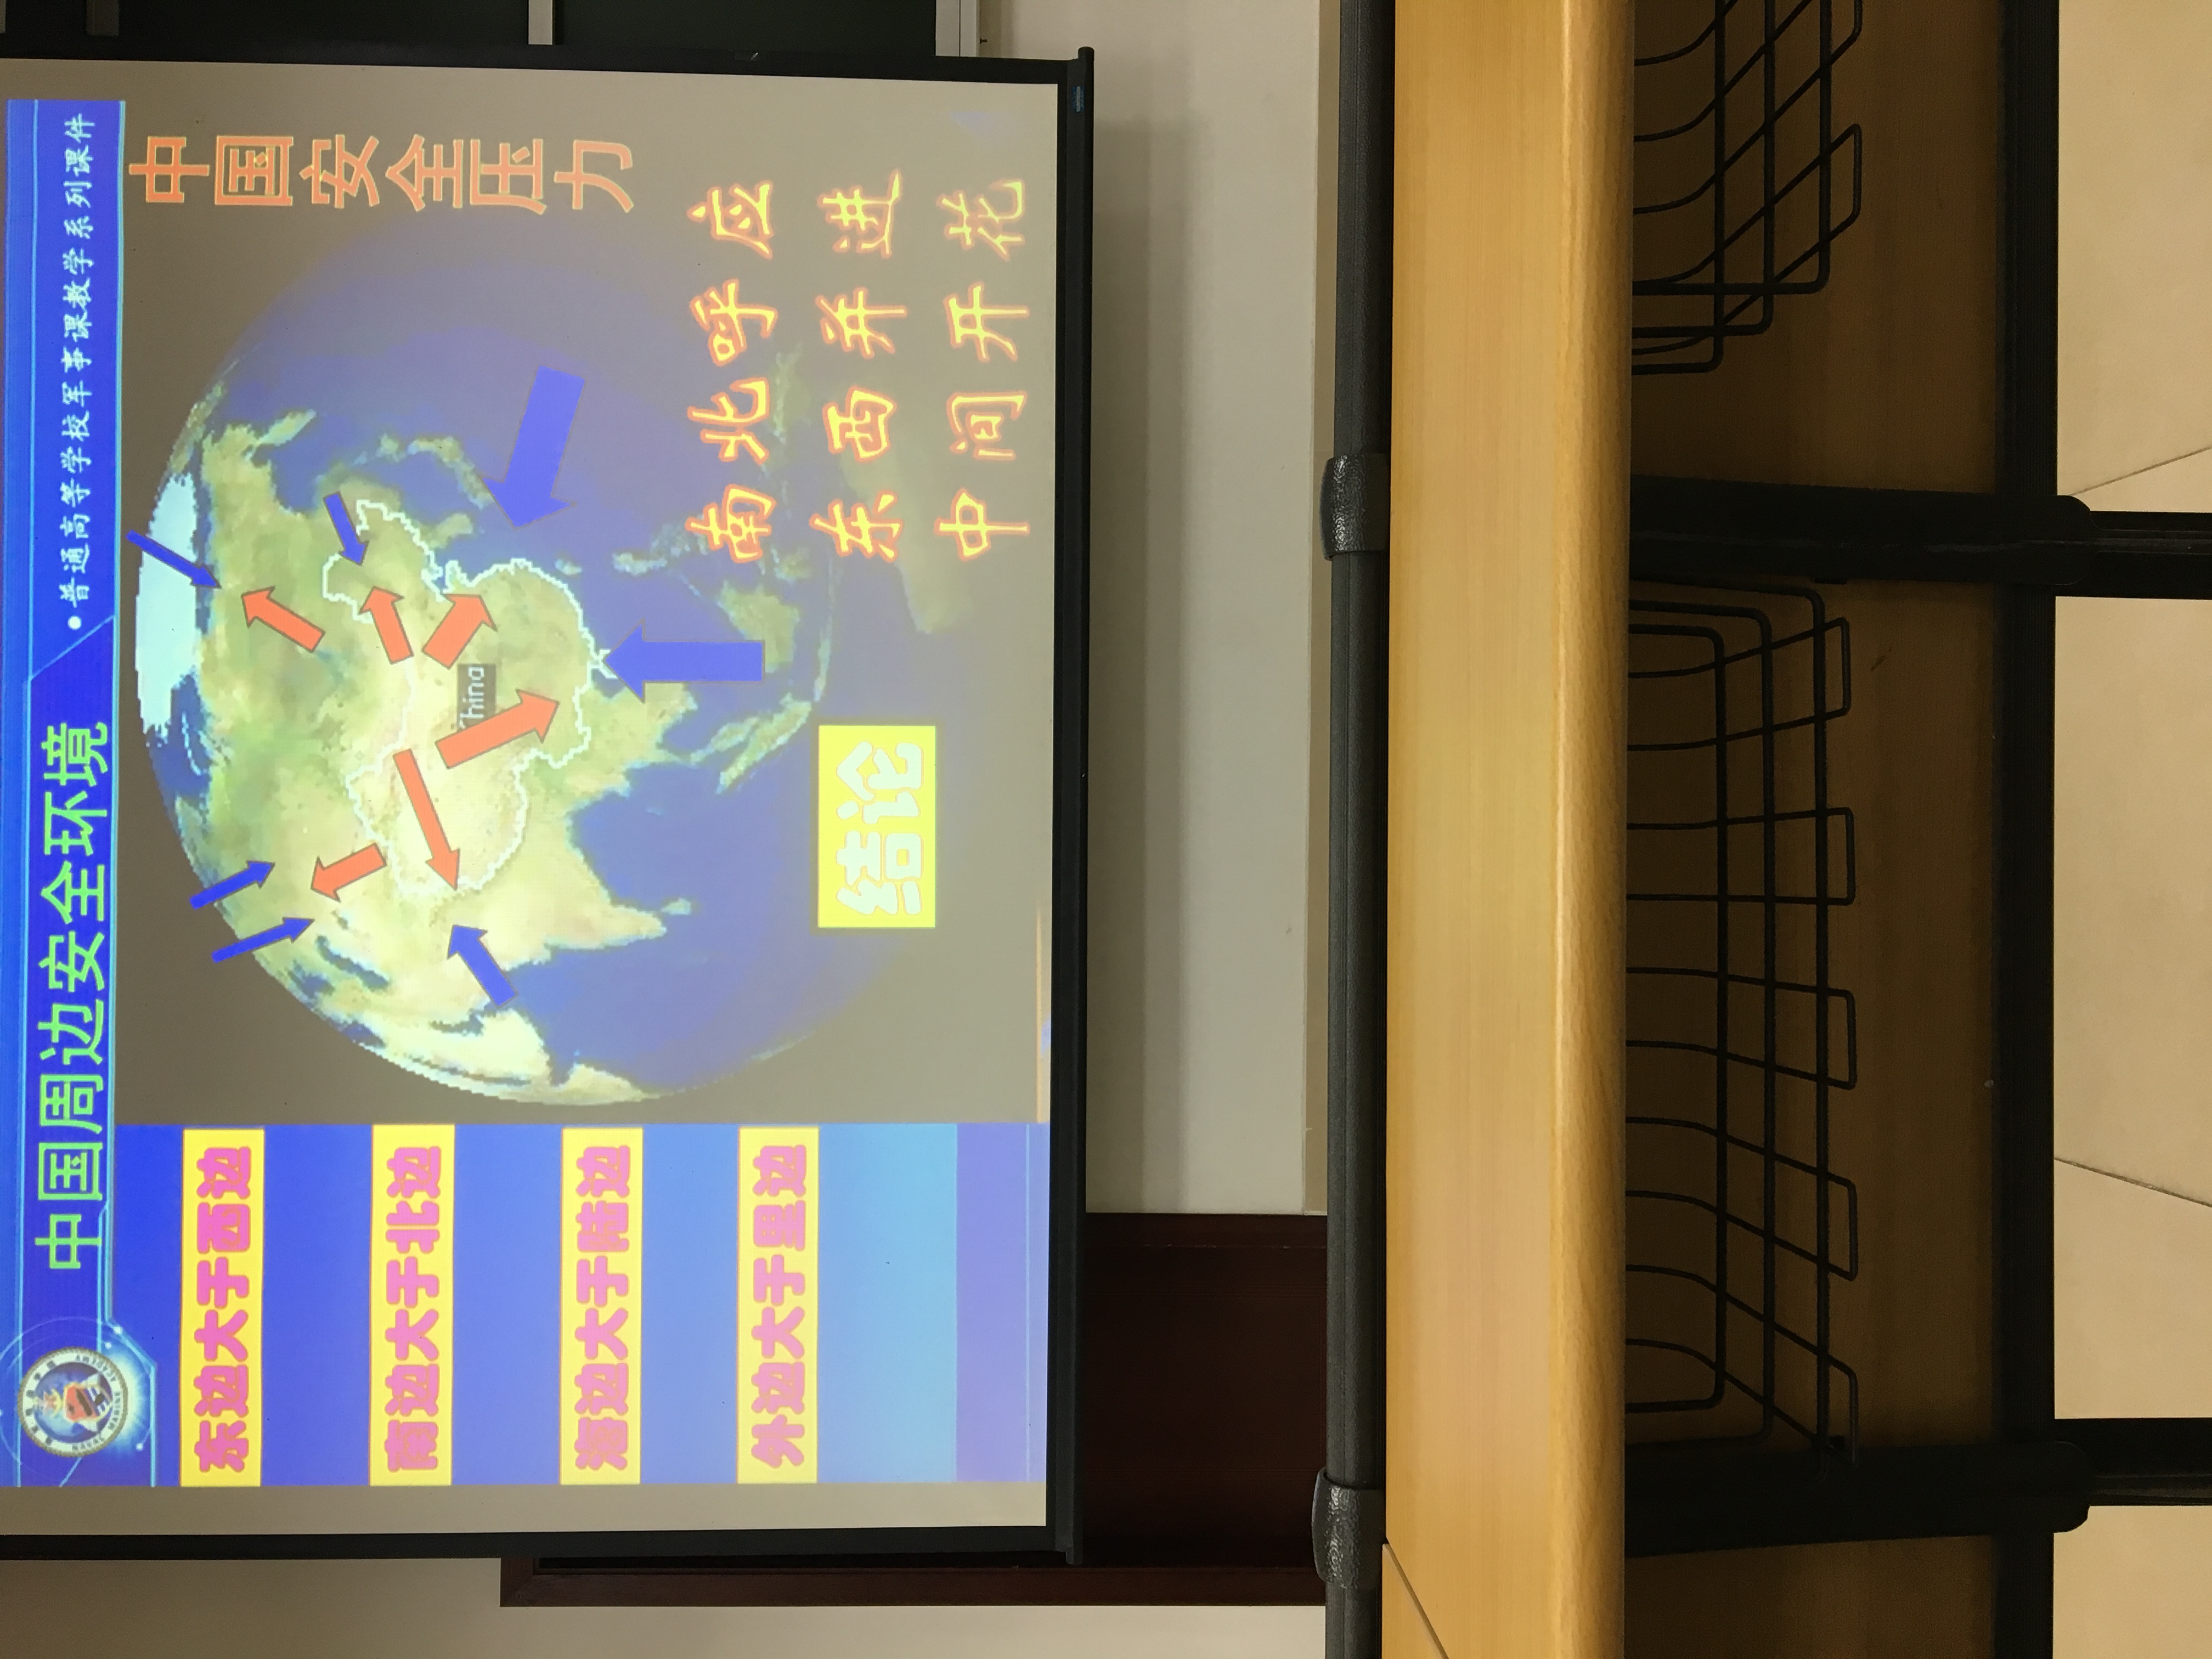 中国周边安全环境
•普通高等学校军事课教学系列课件
东边大于西边
南边大于北边
海边大于陆边
外边大于里边
China
中国安全压力
结论
南北呼应
东西并进
中间开花